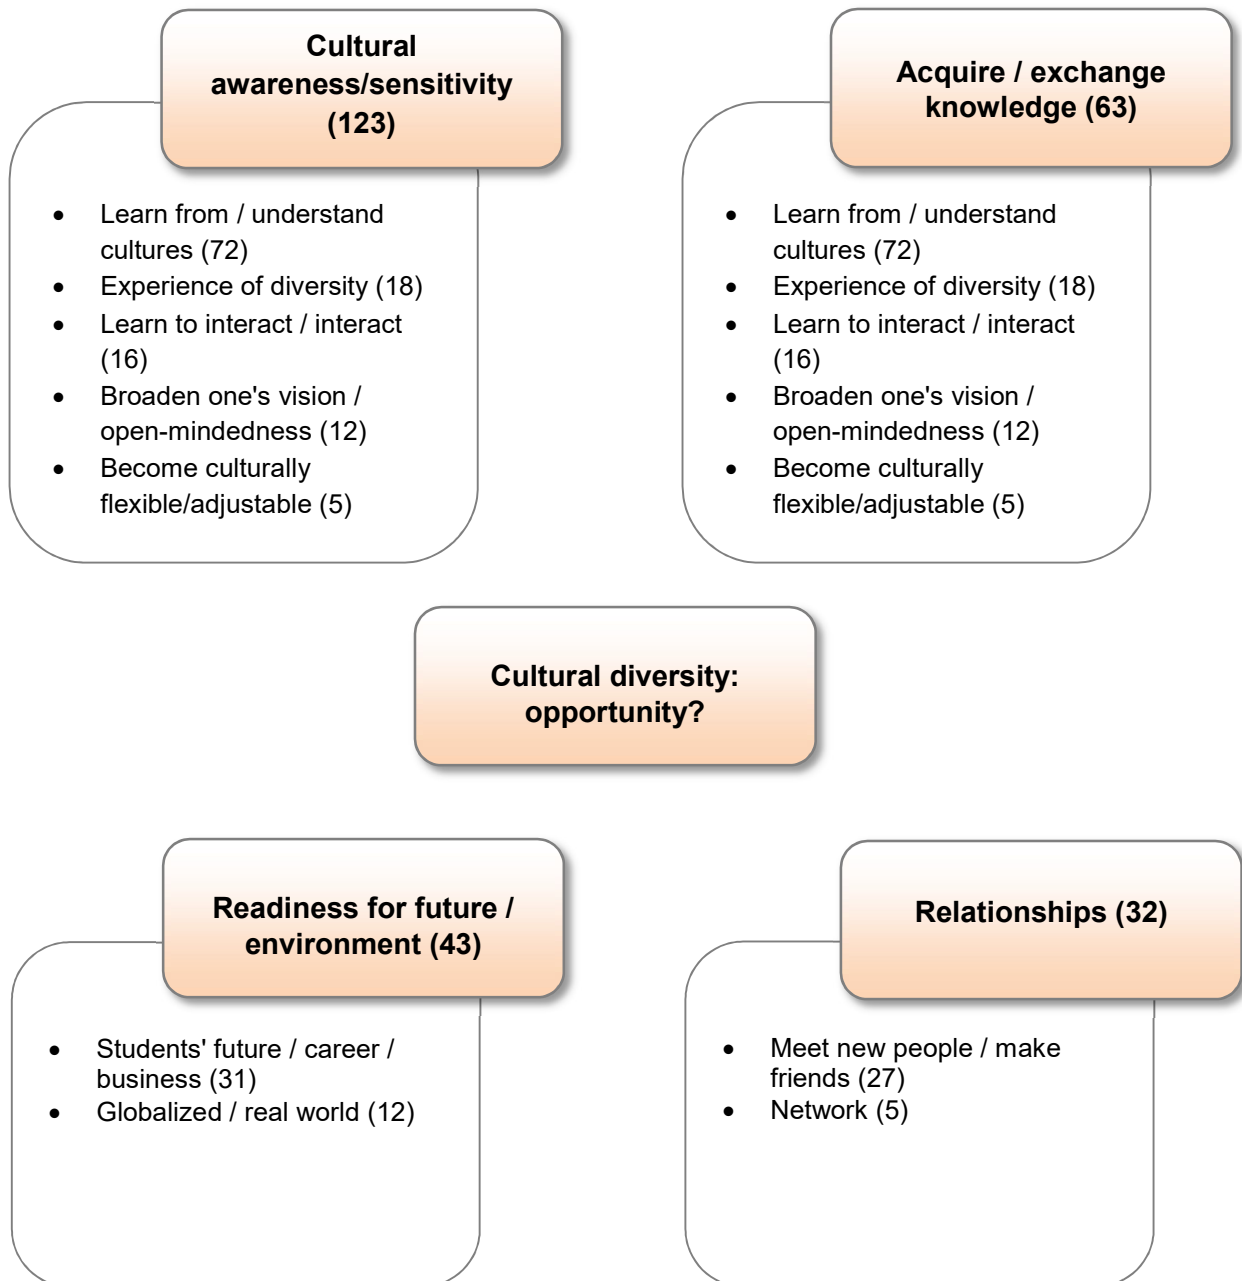 Cultural
awareness/sensitivity
(123)
• Learn from / understand
cultures (72)
• Experience of diversity (18)
• Learn to interact / interact
(16)
• Broaden one's vision /
open-mindedness (12)
• Become culturally
flexible/adjustable (5)
Acquire / exchange
knowledge (63)
• Learn from / understand
cultures (72)
• Experience of diversity (18)
• Learn to interact / interact
(16)
• Broaden one's vision /
open-mindedness (12)
• Become culturally
flexible/adjustable (5)
Cultural diversity:
opportunity?
Readiness for future /
environment (43)
• Students' future / career /
business (31)
• Globalized / real world (12)
Relationships (32)
• Meet new people / make
friends (27)
• Network (5)